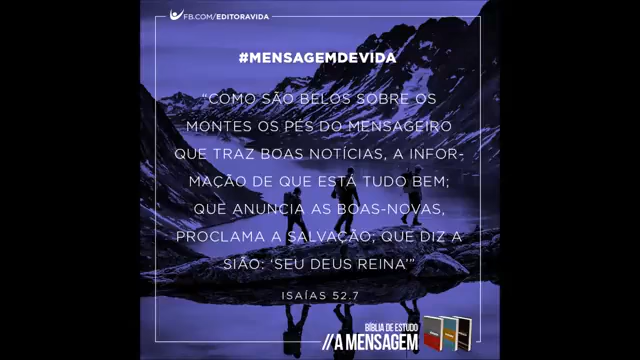 FB.COM/EDITORAVIDA
#MENSAGEMDEVIDA
“COMO SÃO BELOS SOBRE OS
MONTES OS PÉS DO MENSAGEIRO
QUE TRAZ BOAS NOTÍCIAS, A INFOR-
MAÇÃO DE QUE ESTÁ TUDO BEM;
QUE ANUNCIA AS BOAS-NOVAS,
PROCLAMA A SALVAÇÃO; QUE DIZ A
SIÃO: ‘SEU DEUS REINA’”
ISAÍAS 52.7
BÍBLIA DE ESTUDO
//A MENSAGEM